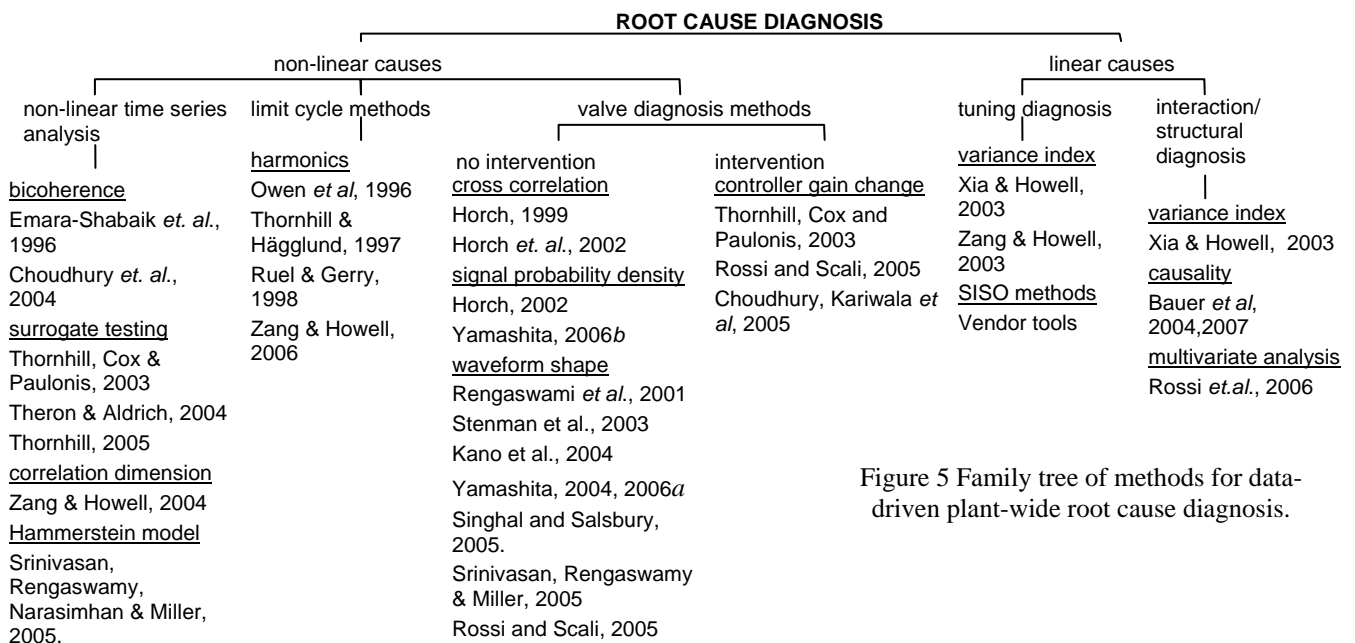 ROOT CAUSE DIAGNOSIS
non-linear causes
linear causes
non-linear time series
analysis
bicoherence
Emara-Shabaik et. al.,
1996
Choudhury et. al.,
2004
surrogate testing
Thornhill, Cox &
Paulonis, 2003
Theron & Aldrich, 2004
Thornhill, 2005
correlation dimension
Zang & Howell, 2004
Hammerstein model
Srinivasan,
Rengaswamy,
Narasimhan & Miller,
2005.
limit cycle methods
harmonics
Owen et al, 1996
Thornhill &
Hägglund, 1997
Ruel & Gerry,
1998
Zang & Howell,
2006
valve diagnosis methods
no intervention
cross correlation
Horch, 1999
Horch et. al., 2002
signal probability density
Horch, 2002
Yamashita, 2006b
waveform shape
Rengaswami et al., 2001
Stenman et al., 2003
Kano et al., 2004
Yamashita, 2004, 2006a
Singhal and Salsbury,
2005.
Srinivasan, Rengaswamy
& Miller, 2005
Rossi and Scali, 2005
intervention
controller gain change
Thornhill, Cox and
Paulonis, 2003
Rossi and Scali, 2005
Choudhury, Kariwala et
al, 2005
tuning diagnosis
variance index
Xia & Howell,
2003
Zang & Howell,
2003
SISO methods
Vendor tools
interaction/
structural
diagnosis
variance index
Xia & Howell, 2003
causality
Bauer et al,
2004,2007
multivariate analysis
Rossi et.al., 2006
Figure 5 Family tree of methods for data-
driven plant-wide root cause diagnosis.